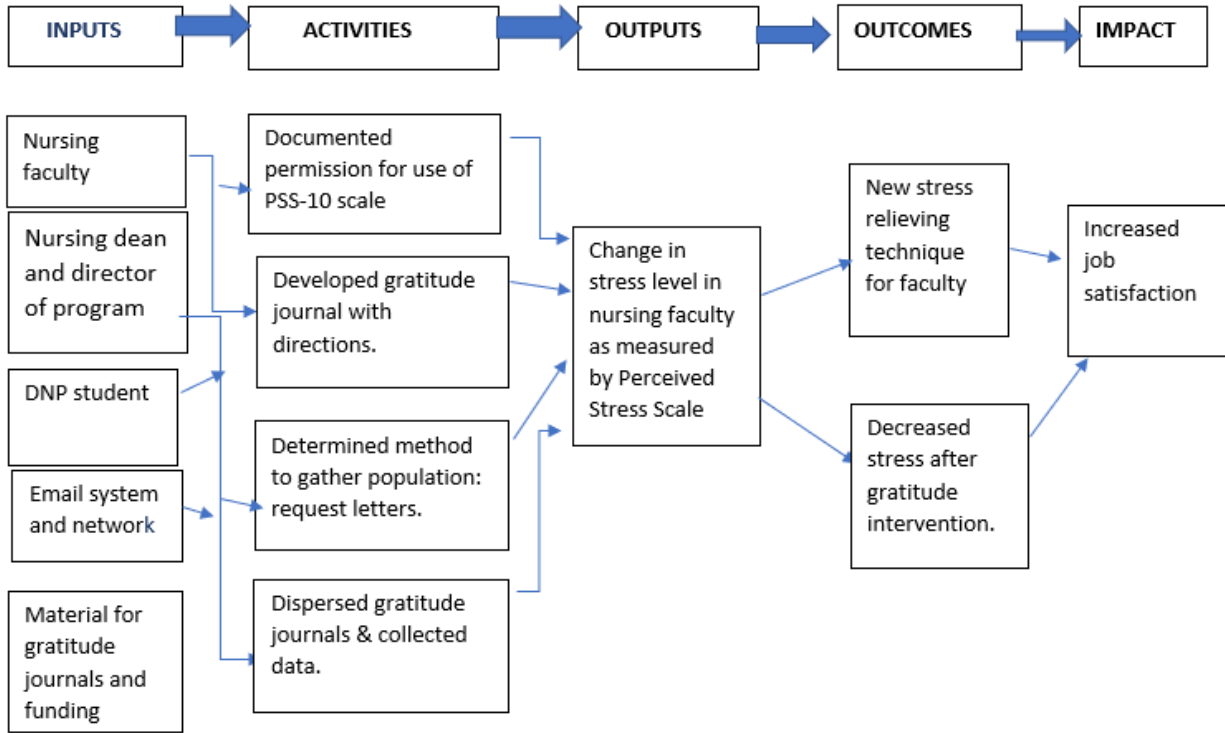 INPUTS
ACTIVITIES
OUTPUTS
OUTCOMES
IMPACT
Nursing
faculty
Nursing dean
and director
of program
DNP student
Email system
and network
Material for
gratitude
journals and
funding
Documented
permission for use of
PSS-10 scale
Developed gratitude
journal with
directions.
Determined method
to gather population:
request letters.
Dispersed gratitude
journals & collected
data.
Change in
stress level in
nursing faculty
as measured
by Perceived
Stress Scale
New stress
relieving
technique
for faculty
Decreased
stress after
gratitude
intervention.
Increased
job
satisfaction